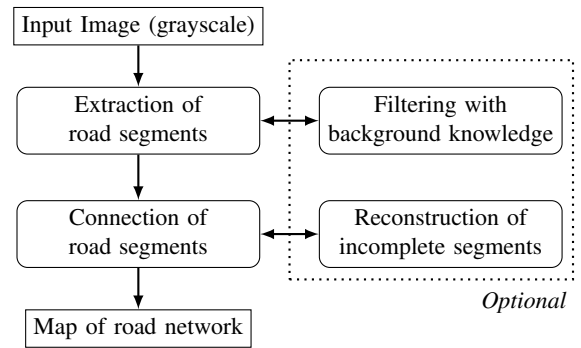 Input Image (grayscale)
Extraction of
road segments
Filtering with
background knowledge
Connection of
road segments
Reconstruction of
incomplete segments
Optional
Map of road network